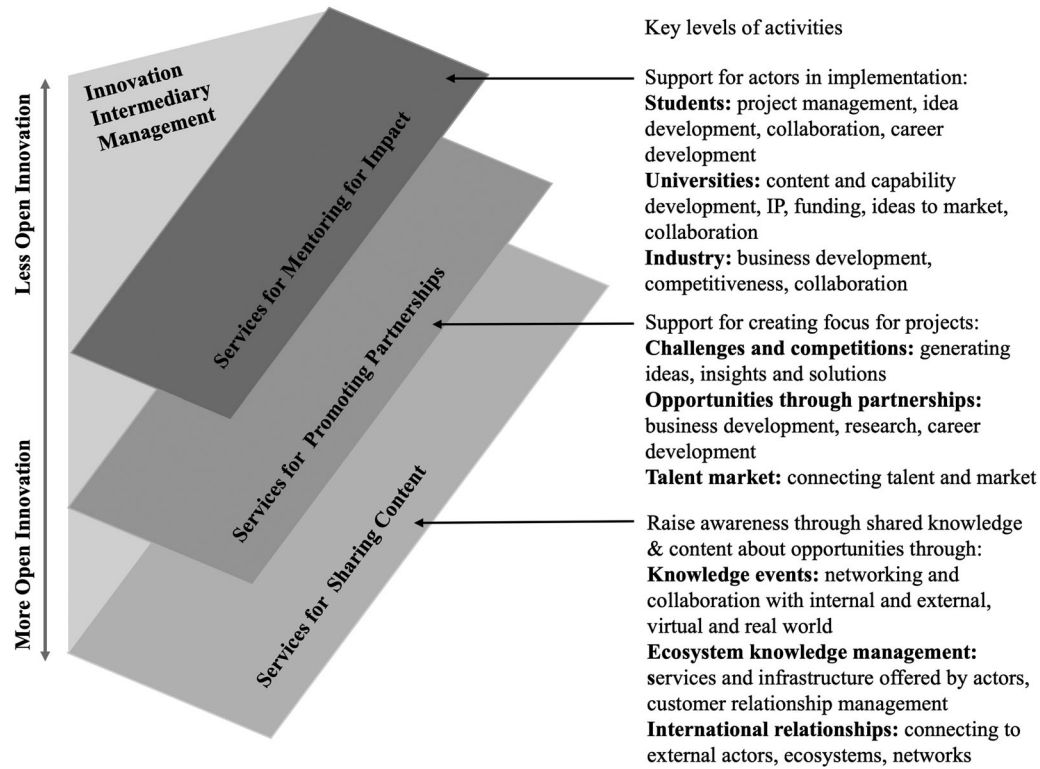 Innovation
Intermediary
Management
Less Open Innovation
More Open Innovation
Services for Mentoring for Impact
Services for Promoting Partnerships
Services for Sharing Content
Key levels of activities
Support for actors in implementation:
Students: project management, idea
development, collaboration, career
development
Universities: content and capability
development, IP, funding, ideas to market,
collaboration
Industry: business development,
competitiveness, collaboration
Support for creating focus for projects:
Challenges and competitions: generating
ideas, insights and solutions
Opportunities through partnerships:
business development, research, career
development
Talent market: connecting talent and market
Raise awareness through shared knowledge
& content about opportunities through:
Knowledge events: networking and
collaboration with internal and external,
virtual and real world
Ecosystem knowledge management:
services and infrastructure offered by actors,
customer relationship management
International relationships: connecting to
external actors, ecosystems, networks